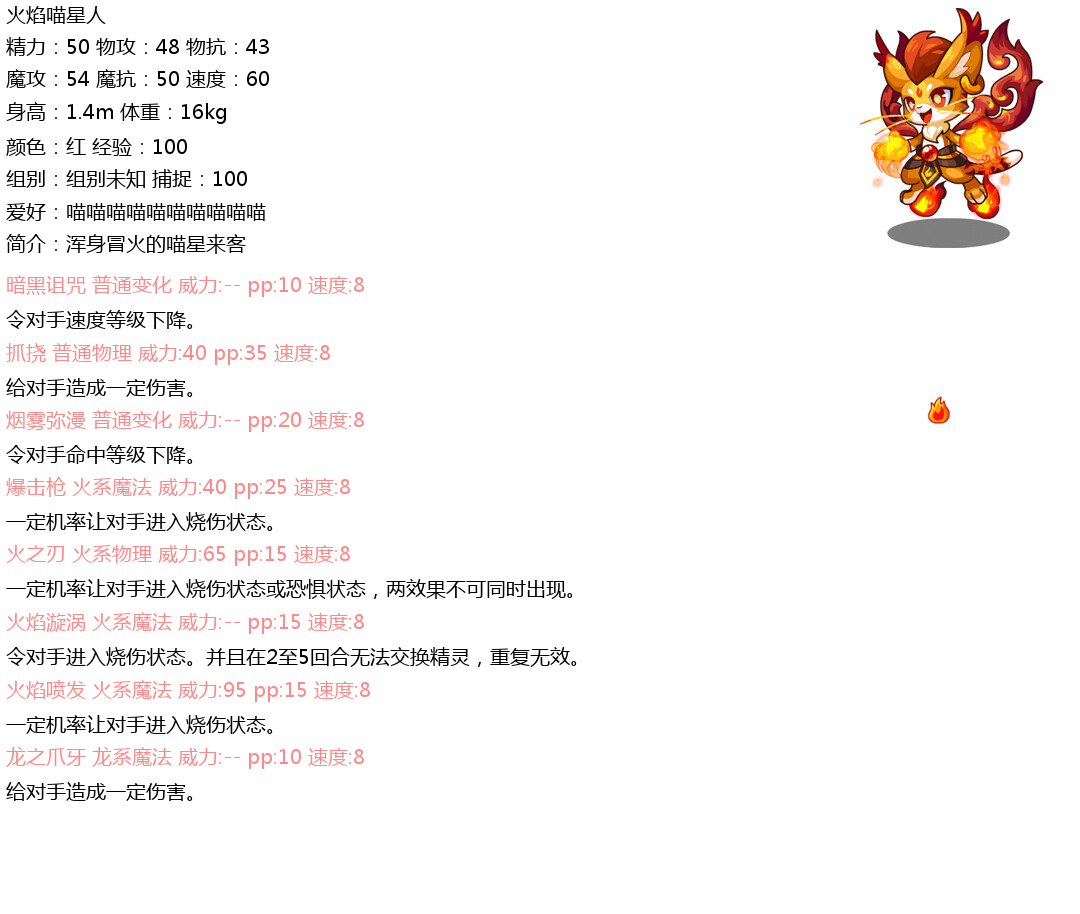 火焰喵星人
精力：50 物攻：48 物抗：43
魔攻：54 魔抗：50 速度：60
身高：1.4m 体重：16kg
颜色：红 经验：100
组别：组别未知 捕捉：100
爱好：喵喵喵喵喵喵喵喵喵喵
简介：浑身冒火的喵星来客
暗黑诅咒 普通变化 威力:-- pp:10 速度:8
令对手速度等级下降。
抓挠 普通物理 威力:40 pp:35 速度:8
给对手造成一定伤害。
烟雾弥漫 普通变化 威力:-- pp:20 速度:8
令对手命中等级下降。
爆击枪 火系魔法 威力:40 pp:25 速度:8
一定机率让对手进入烧伤状态。
火之刃 火系物理 威力:65 pp:15 速度:8
一定机率让对手进入烧伤状态或恐惧状态，两效果不可同时出现。
火焰漩涡 火系魔法 威力:-- pp:15 速度:8
令对手进入烧伤状态。并且在2至5回合无法交换精灵，重复无效。
火焰喷发 火系魔法 威力:95 pp:15 速度:8
一定机率让对手进入烧伤状态。
龙之爪牙 龙系魔法 威力:-- pp:10 速度:8
给对手造成一定伤害。